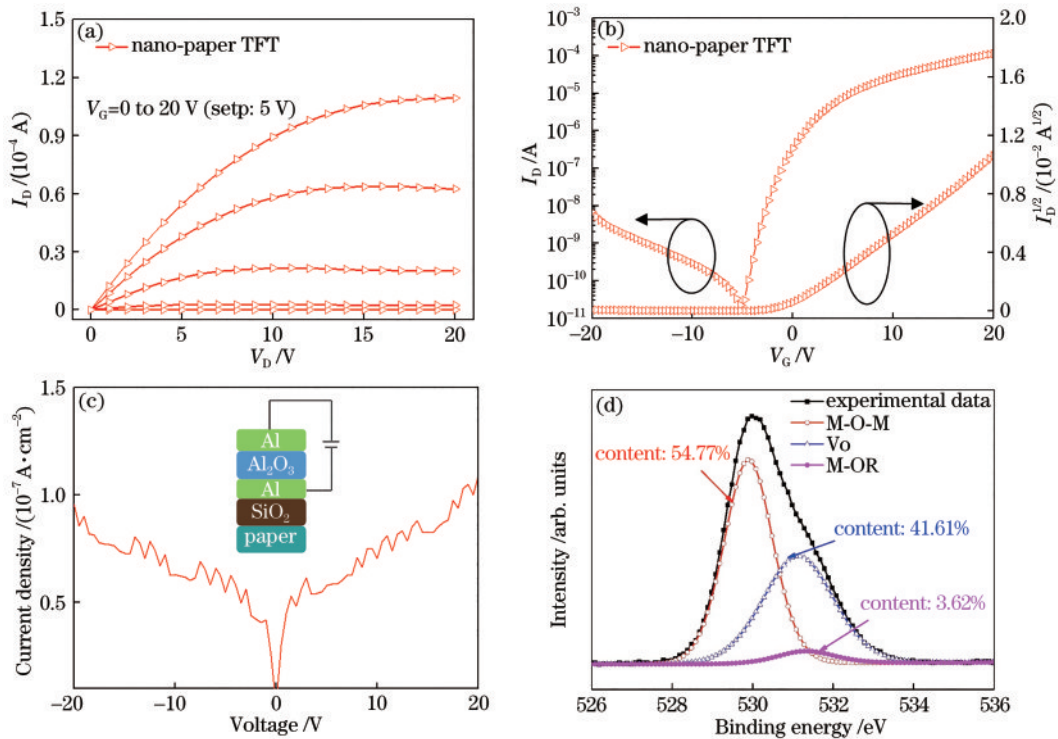 (a)
nano-paper TFT
V_G=0 to 20 V (setp: 5 V)
I_D /(10^-4 A)
1.5
1.2
0.9
0.6
0.3
0
0 5 10 15 20
V_D /V
(b)
nano-paper TFT
I_D /A
10^-3
10^-4
10^-5
10^-6
10^-7
10^-8
10^-9
10^-10
10^-11
I_D^1/2 /(10^-2 A^1/2)
2.0
1.6
1.2
0.8
0.4
0
−20 −10 0 10 20
V_G /V
(c)
Current density /(10^-7 A·cm^-2)
1.5
1.0
0.5
Al
Al₂O₃
Al
SiO₂
paper
−20 −10 0 10 20
Voltage /V
(d)
experimental data
M-O-M
Vo
M-OR
content: 54.77%
content: 41.61%
content: 3.62%
Intensity /arb. units
526 528 530 532 534 536
Binding energy /eV